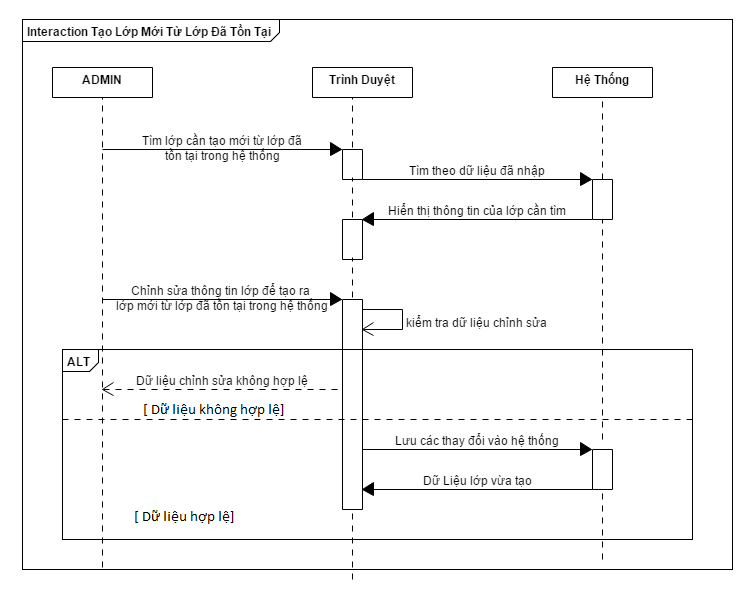 Interaction Tạo Lớp Mới Từ Lớp Đã Tồn Tại
ADMIN
Trình Duyệt
Hệ Thống
Tìm lớp cần tạo mới từ lớp đã
tồn tại trong hệ thống
Tìm theo dữ liệu đã nhập
Hiển thị thông tin của lớp cần tìm
Chỉnh sửa thông tin lớp để tạo ra
lớp mới từ lớp đã tồn tại trong hệ thống
kiểm tra dữ liệu chỉnh sửa
ALT
Dữ liệu chỉnh sửa không hợp lệ
[ Dữ liệu không hợp lệ]
Lưu các thay đổi vào hệ thống
Dữ Liệu lớp vừa tạo
[ Dữ liệu hợp lệ]